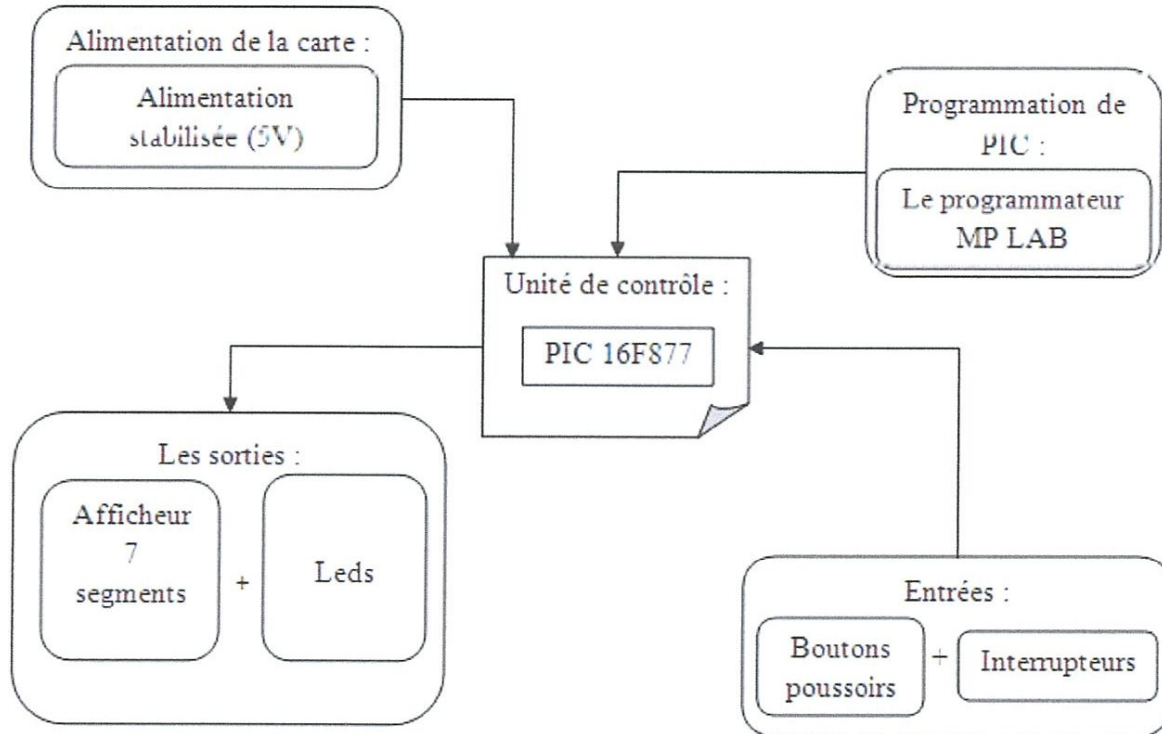 Alimentation de la carte :
Alimentation
stabilisée (5V)
Programmation de
PIC :
Le programmateur
MP LAB
Unité de contrôle :
PIC 16F877
Les sorties :
Afficheur
7
segments
+
Leds
Entrées :
Boutons
poussoirs
+
Interrupteurs